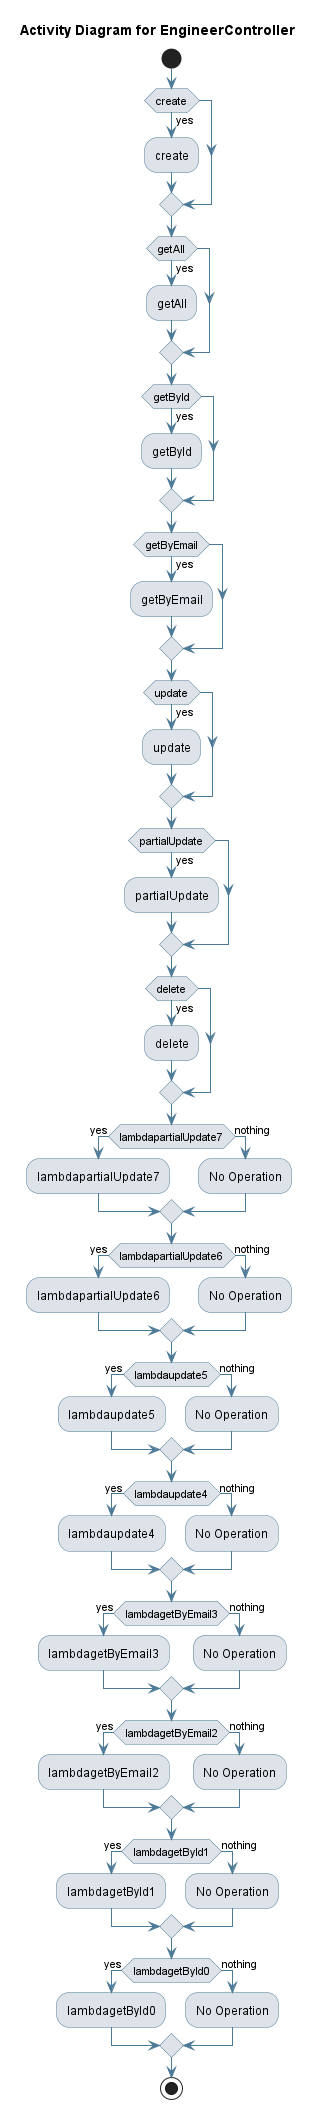 Activity Diagram for EngineerController
create
yes
create
getAll
yes
getAll
getById
yes
getById
getByEmail
yes
getByEmail
update
yes
update
partialUpdate
yes
partialUpdate
delete
yes
delete
yes lambdapartialUpdate7 nothing
lambdapartialUpdate7 No Operation
yes lambdapartialUpdate6 nothing
lambdapartialUpdate6 No Operation
yes lambdaupdate5 nothing
lambdaupdate5 No Operation
yes lambdaupdate4 nothing
lambdaupdate4 No Operation
yes lambdagetByEmail3 nothing
lambdagetByEmail3 No Operation
yes lambdagetByEmail2 nothing
lambdagetByEmail2 No Operation
yes lambdagetById1 nothing
lambdagetById1 No Operation
yes lambdagetById0 nothing
lambdagetById0 No Operation